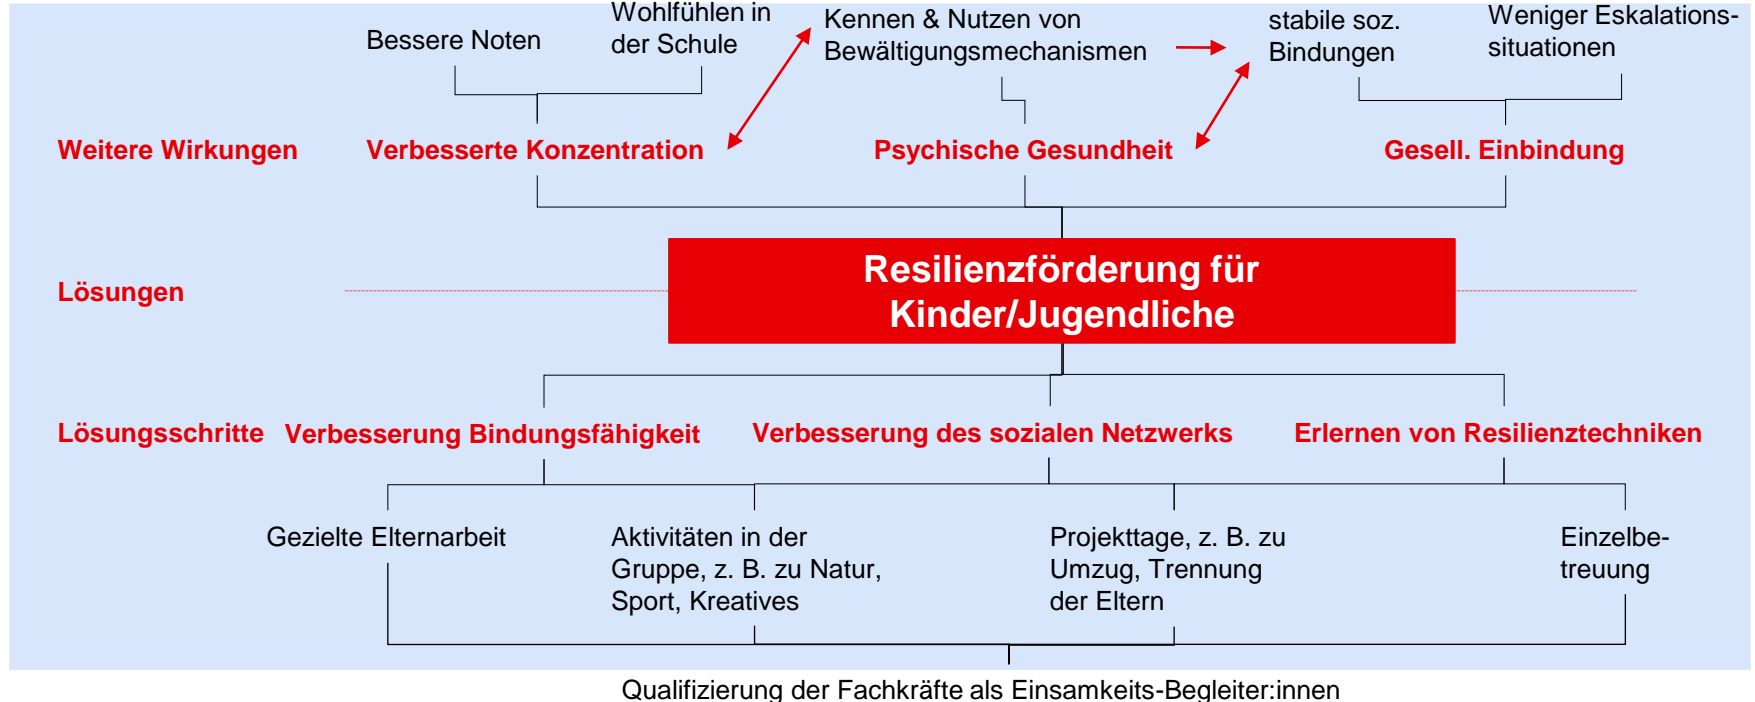 Bessere Noten
Wohlfühlen in
der Schule
Kennen & Nutzen von
Bewältigungsmechanismen
stabile soz.
Bindungen
Weniger Eskalations-
situationen
Weitere Wirkungen
Verbesserte Konzentration
Psychische Gesundheit
Gesell. Einbindung
Lösungen
Resilienzförderung für
Kinder/Jugendliche
Lösungsschritte
Verbesserung Bindungsfähigkeit
Verbesserung des sozialen Netzwerks
Erlernen von Resilienztechniken
Gezielte Elternarbeit
Aktivitäten in der
Gruppe, z. B. zu Natur,
Sport, Kreatives
Projekttage, z. B. zu
Umzug, Trennung
der Eltern
Einzelbe-
treuung
Qualifizierung der Fachkräfte als Einsamkeits-Begleiter:innen